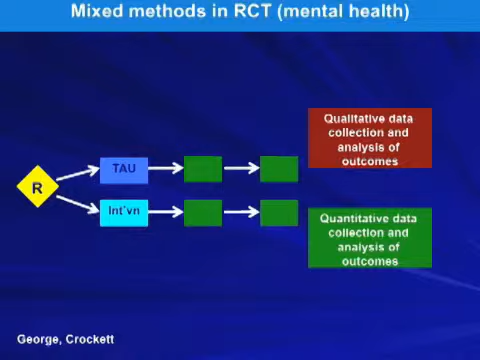 Mixed methods in RCT (mental health)
Qualitative data
collection and
analysis of
outcomes
TAU
R
Int'vn
Quantitative data
collection and
analysis of
outcomes
George, Crockett